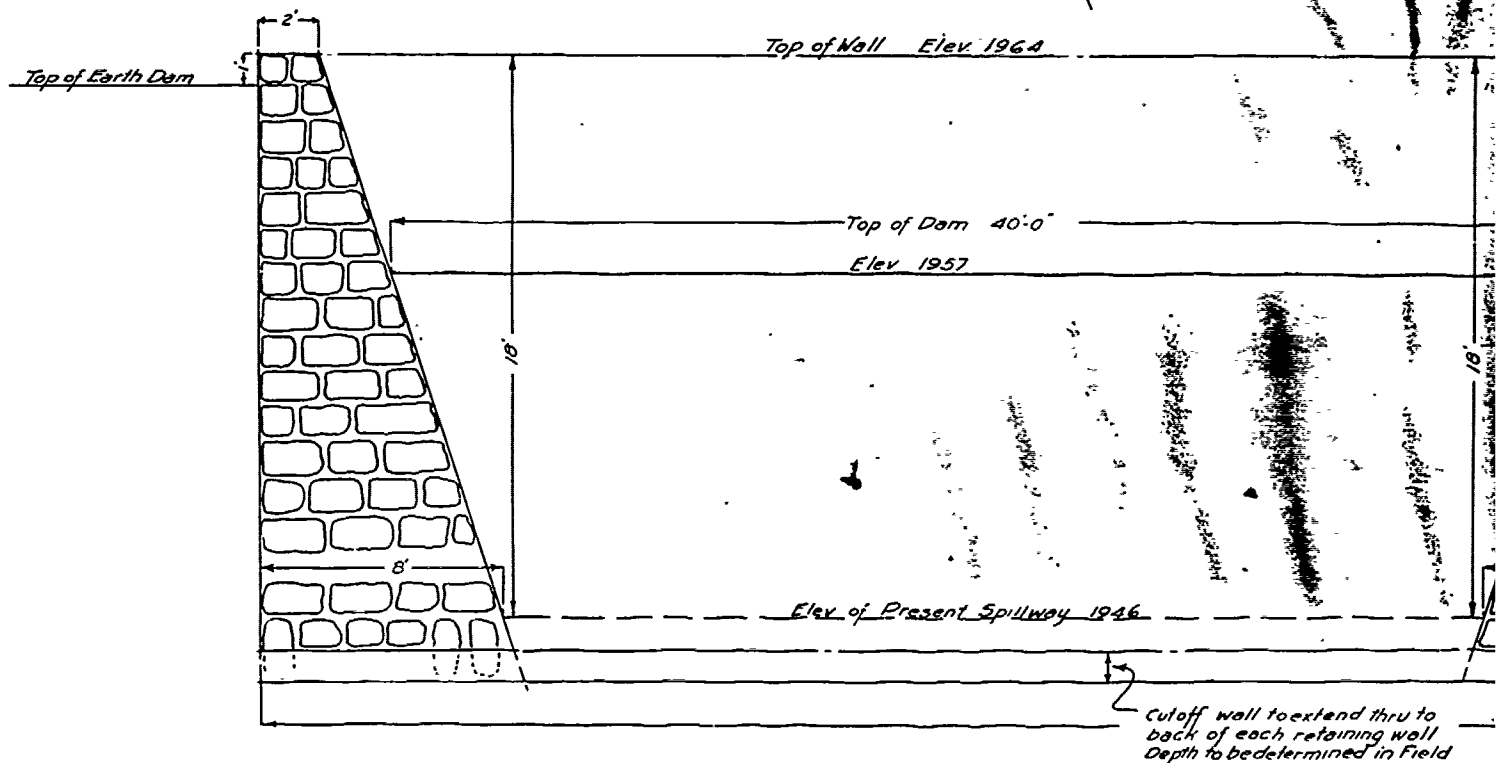 2'
Top of Wall Elev. 1964
1'
Top of Earth Dam
Top of Dam 40'-0"
Elev 1957
18'
18'
8'
Elev of Present Spillway 1946
Cutoff wall to extend thru to
back of each retaining wall
Depth to be determined in Field